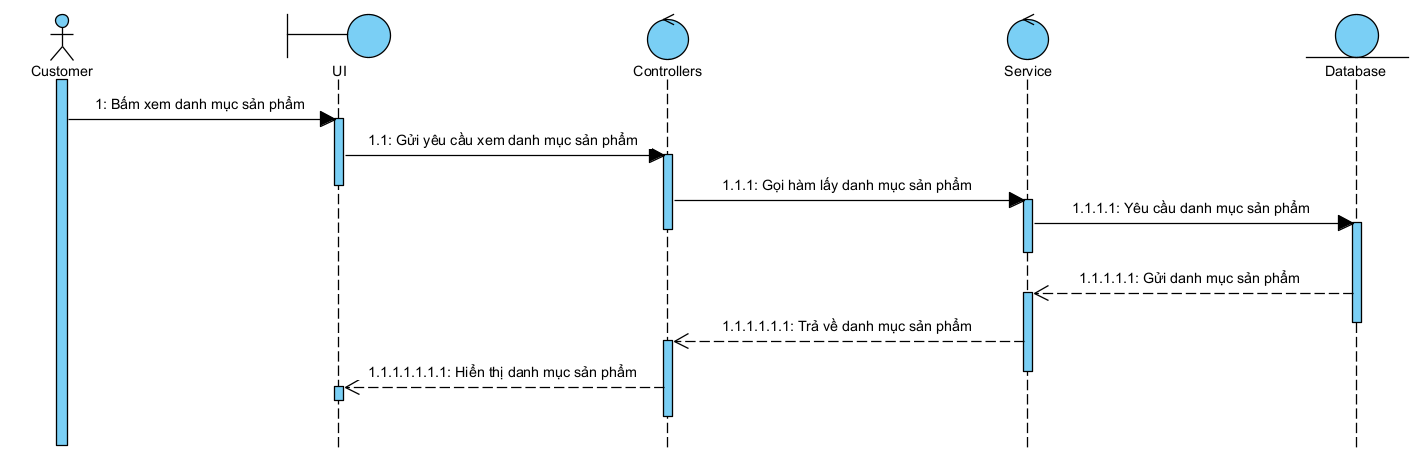 Customer
UI
Controllers
Service
Database
1: Bấm xem danh mục sản phẩm
1.1: Gửi yêu cầu xem danh mục sản phẩm
1.1.1: Gọi hàm lấy danh mục sản phẩm
1.1.1.1: Yêu cầu danh mục sản phẩm
1.1.1.1.1: Gửi danh mục sản phẩm
1.1.1.1.1.1: Trả về danh mục sản phẩm
1.1.1.1.1.1.1: Hiển thị danh mục sản phẩm